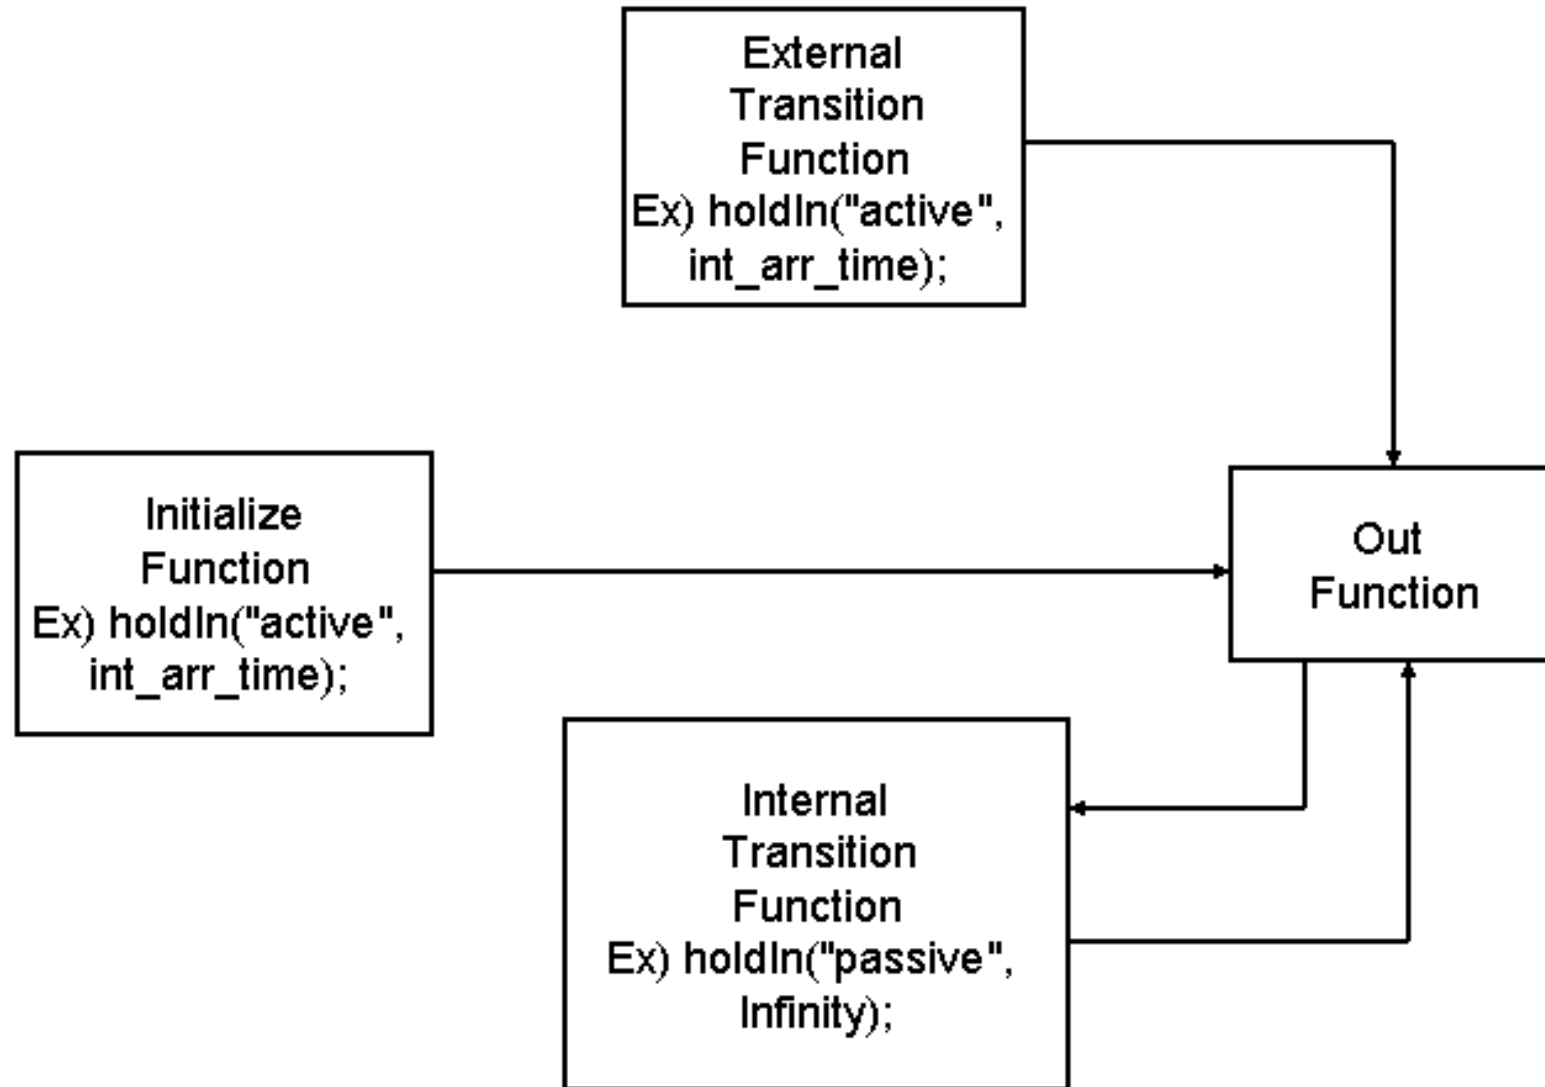 External
Transition
Function
Ex) holdIn("active",
int_arr_time);
Initialize
Function
Ex) holdIn("active",
int_arr_time);
Out
Function
Internal
Transition
Function
Ex) holdIn("passive",
Infinity);